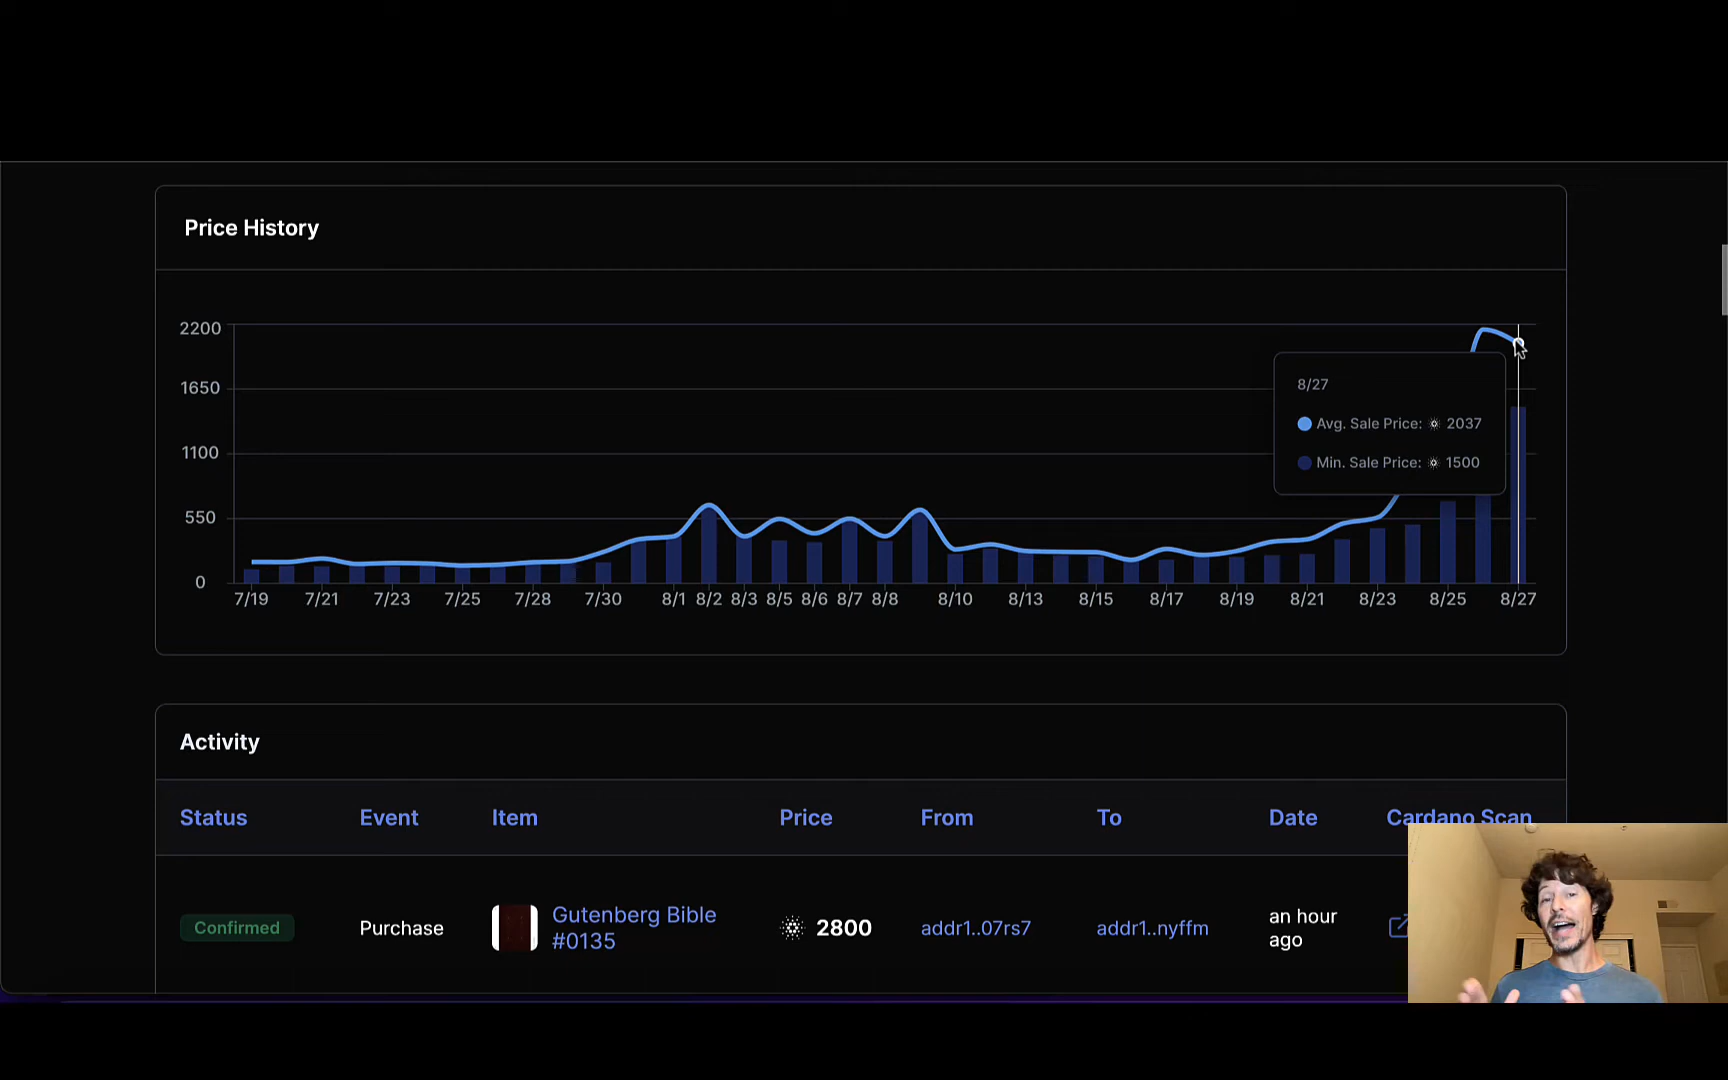 Price History
2200
1650
1100
550
0
8/27
Avg. Sale Price: 2037
Min. Sale Price: 1500
7/19 7/21 7/23 7/25 7/28 7/30 8/1 8/2 8/3 8/5 8/6 8/7 8/8 8/10 8/13 8/15 8/17 8/19 8/21 8/23 8/25 8/27
Activity
Status Event Item Price From To Date Cardano Scan
Confirmed Purchase Gutenberg Bible #0135 2800 addr1..07rs7 addr1..nyffm an hour ago